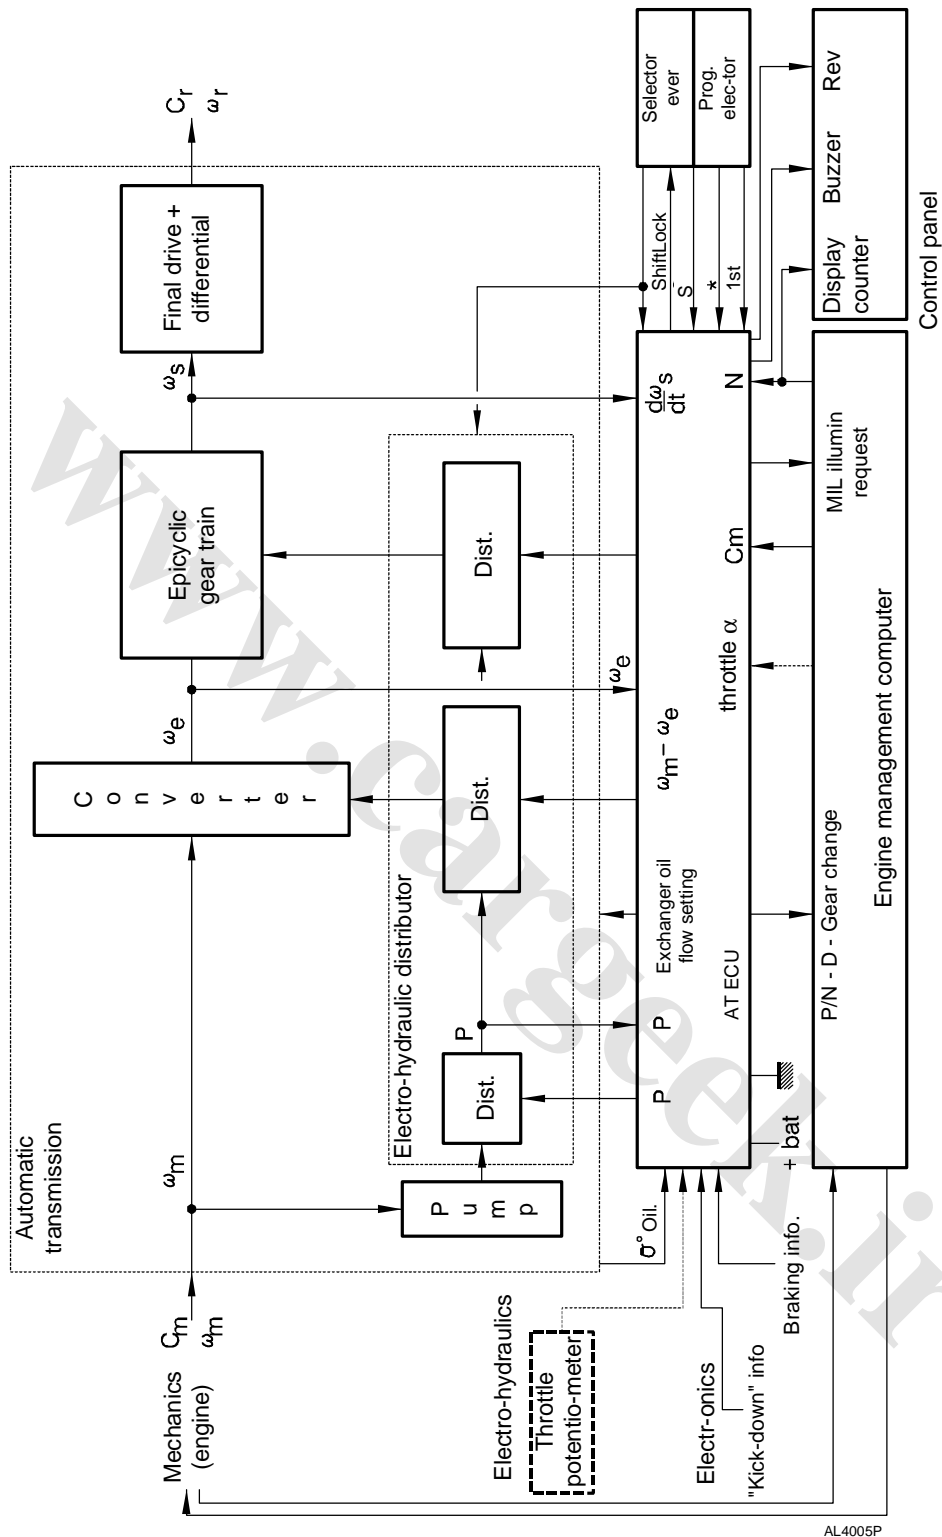 Mechanics
(engine)
Cm
ωm
Automatic
transmission
ωm
Converter
ωe
Epicyclic
gear train
ωs
Final drive +
differential
Cr
ωr
Pump
Electro-hydraulic distributor
Dist.
P
Dist.
Dist.
ωe
Electro-hydraulics
Throttle
potentio-meter
Electr-onics
"Kick-down" info
Braking info.
σ° Oil.
P
P
Exchanger oil
flow setting
ωm – ωe
dωs
dt
AT ECU
throttle α
Cm
N
+ bat
ShiftLock
S
*
1st
Selector
ever
Prog.
elec-tor
P/N - D - Gear change
MIL illumin
request
Engine management computer
Display
counter
Buzzer
Rev
Control panel
AL4005P
www.cargeek.ir